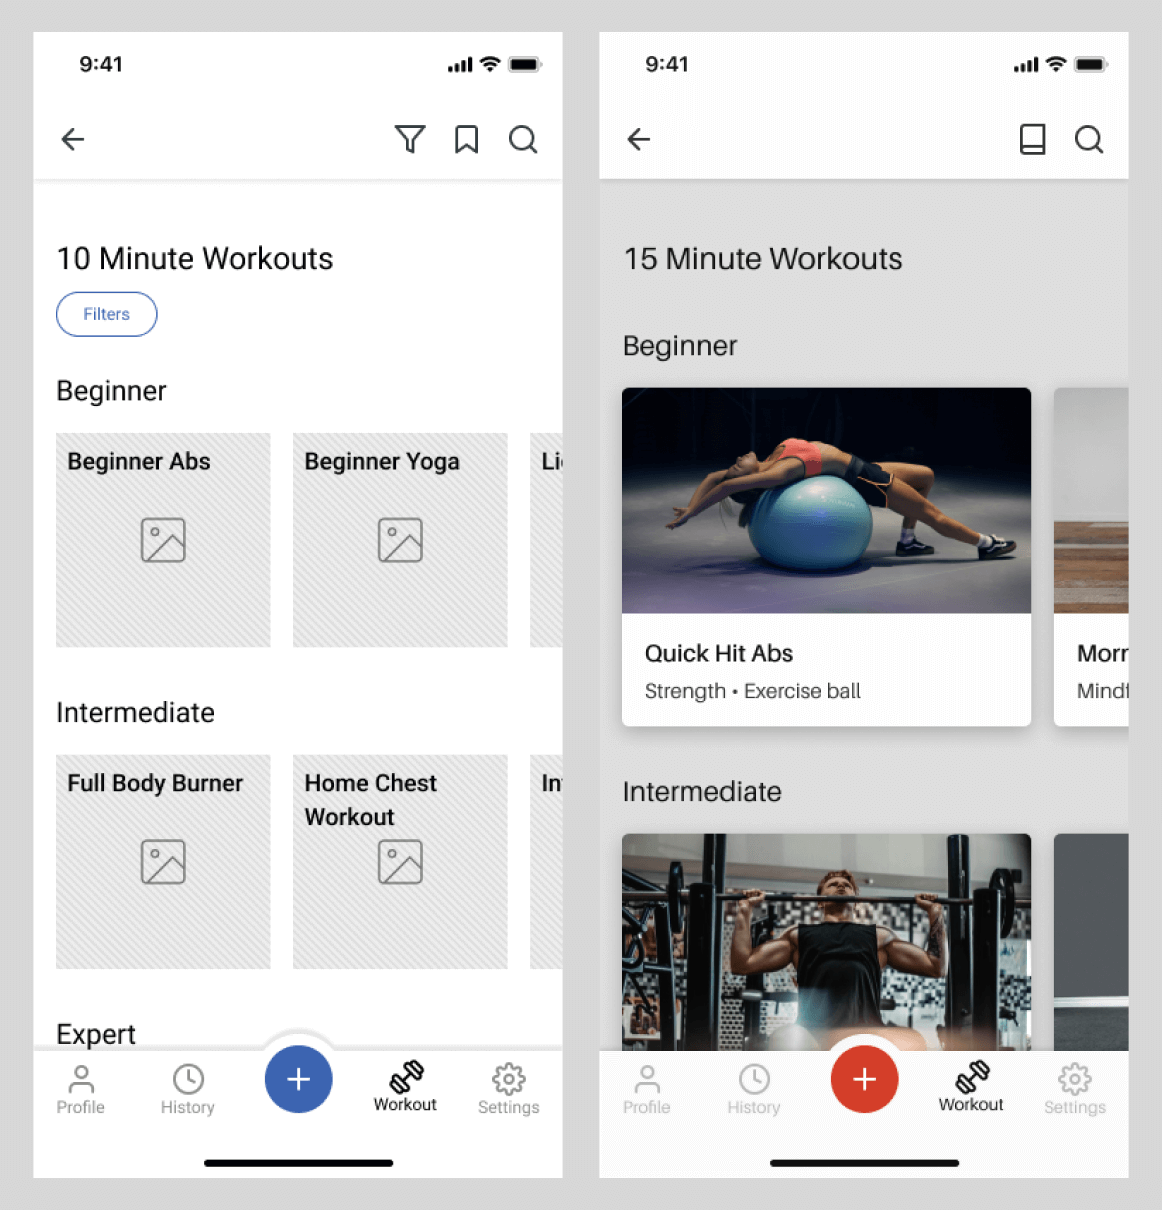 9:41
10 Minute Workouts
Filters
Beginner
Beginner Abs
Beginner Yoga
Li
Intermediate
Full Body Burner
Home Chest
Workout
In
Expert
Profile
History
Workout
Settings
9:41
15 Minute Workouts
Beginner
Quick Hit Abs
Strength • Exercise ball
Morr
Mindf
Intermediate
Profile
History
Workout
Settings